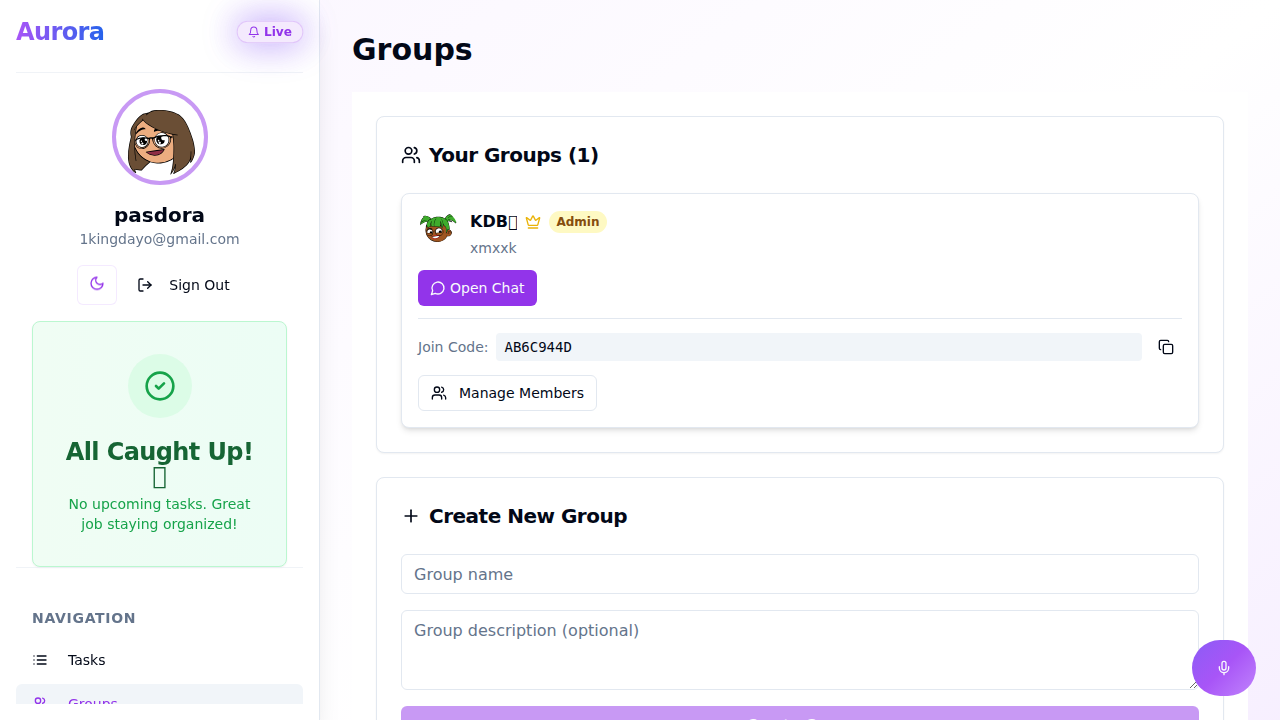 Aurora
Live
pasdora
1kingdayo@gmail.com
Sign Out
All Caught Up!
No upcoming tasks. Great
job staying organized!
NAVIGATION
Tasks
Groups
Groups
Your Groups (1)
KDB
Admin
xmxxk
Open Chat
Join Code:
AB6C944D
Manage Members
Create New Group
Group name
Group description (optional)